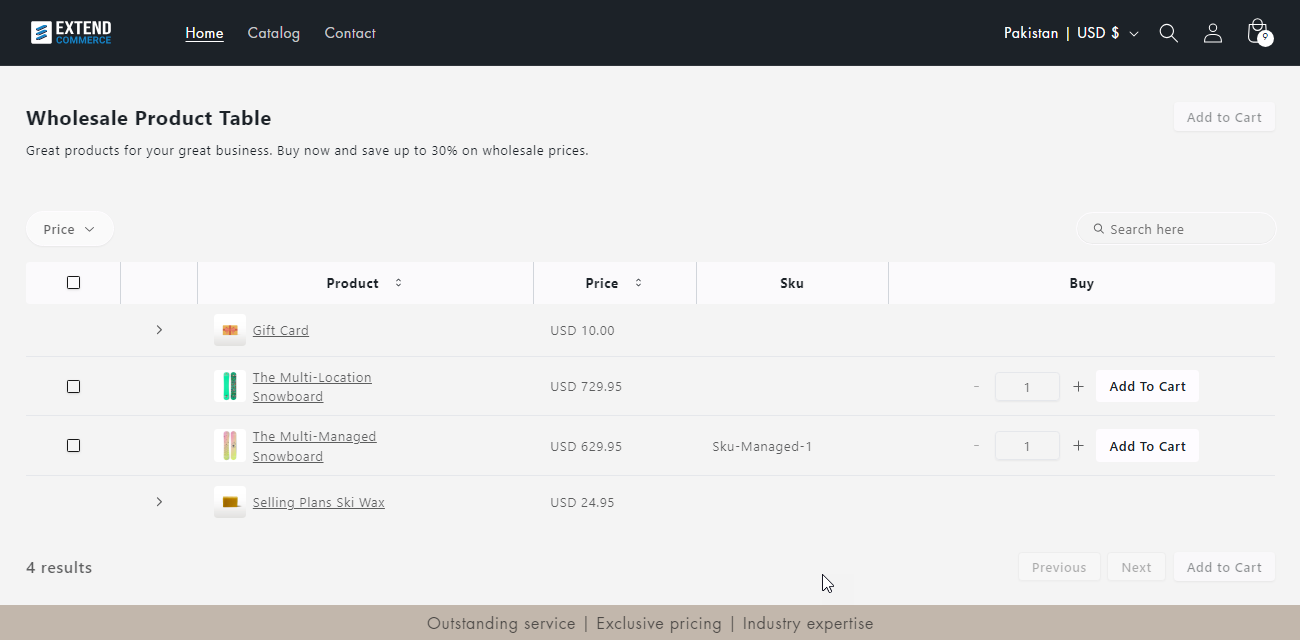 EXTEND
COMMERCE
Home Catalog Contact
Pakistan | USD $
9
Wholesale Product Table
Add to Cart
Great products for your great business. Buy now and save up to 30% on wholesale prices.
Price
Search here
Product Price Sku Buy
Gift Card USD 10.00
The Multi-Location
Snowboard
USD 729.95 - 1 + Add To Cart
The Multi-Managed
Snowboard
USD 629.95 Sku-Managed-1 - 1 + Add To Cart
Selling Plans Ski Wax USD 24.95
4 results
Previous Next Add to Cart
Outstanding service | Exclusive pricing | Industry expertise